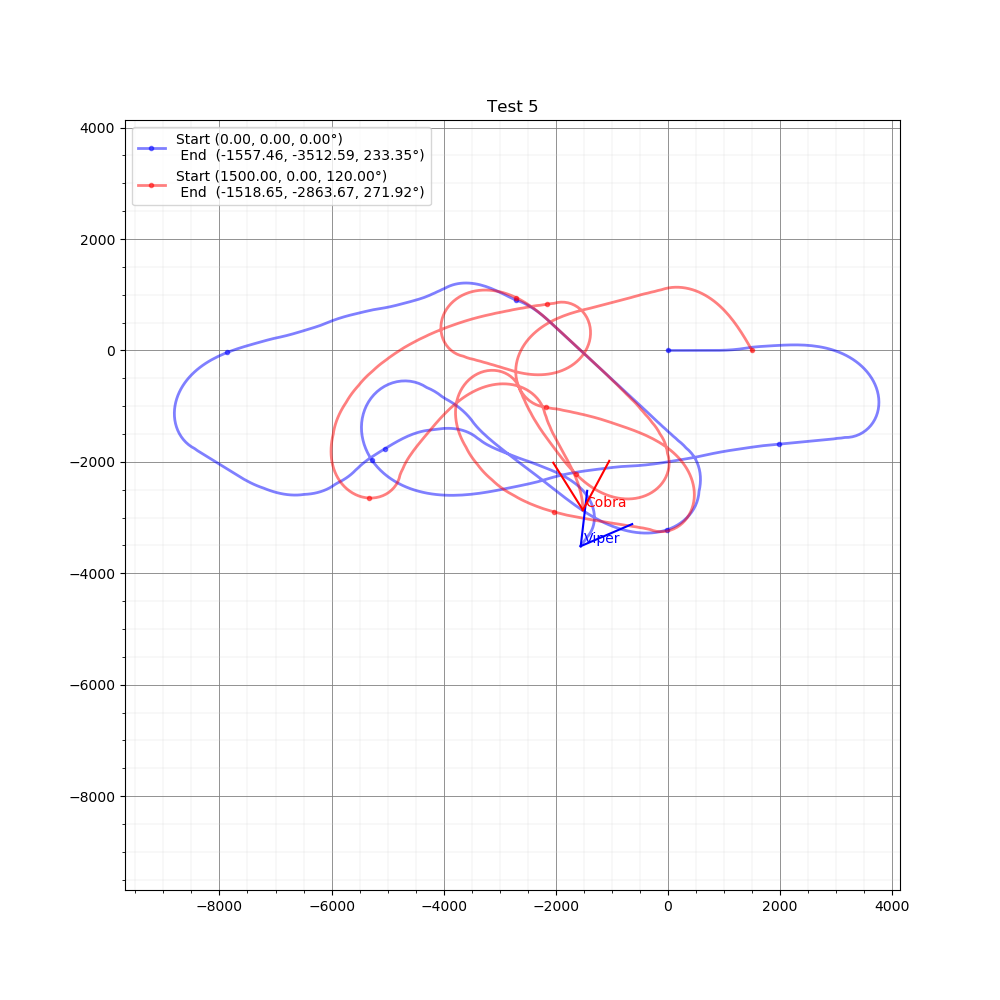 Test 5
Start (0.00, 0.00, 0.00°)
End (-1557.46, -3512.59, 233.35°)
Start (1500.00, 0.00, 120.00°)
End (-1518.65, -2863.67, 271.92°)
4000
2000
0
−2000
−4000
−6000
−8000
Cobra
Viper
−8000 −6000 −4000 −2000 0 2000 4000